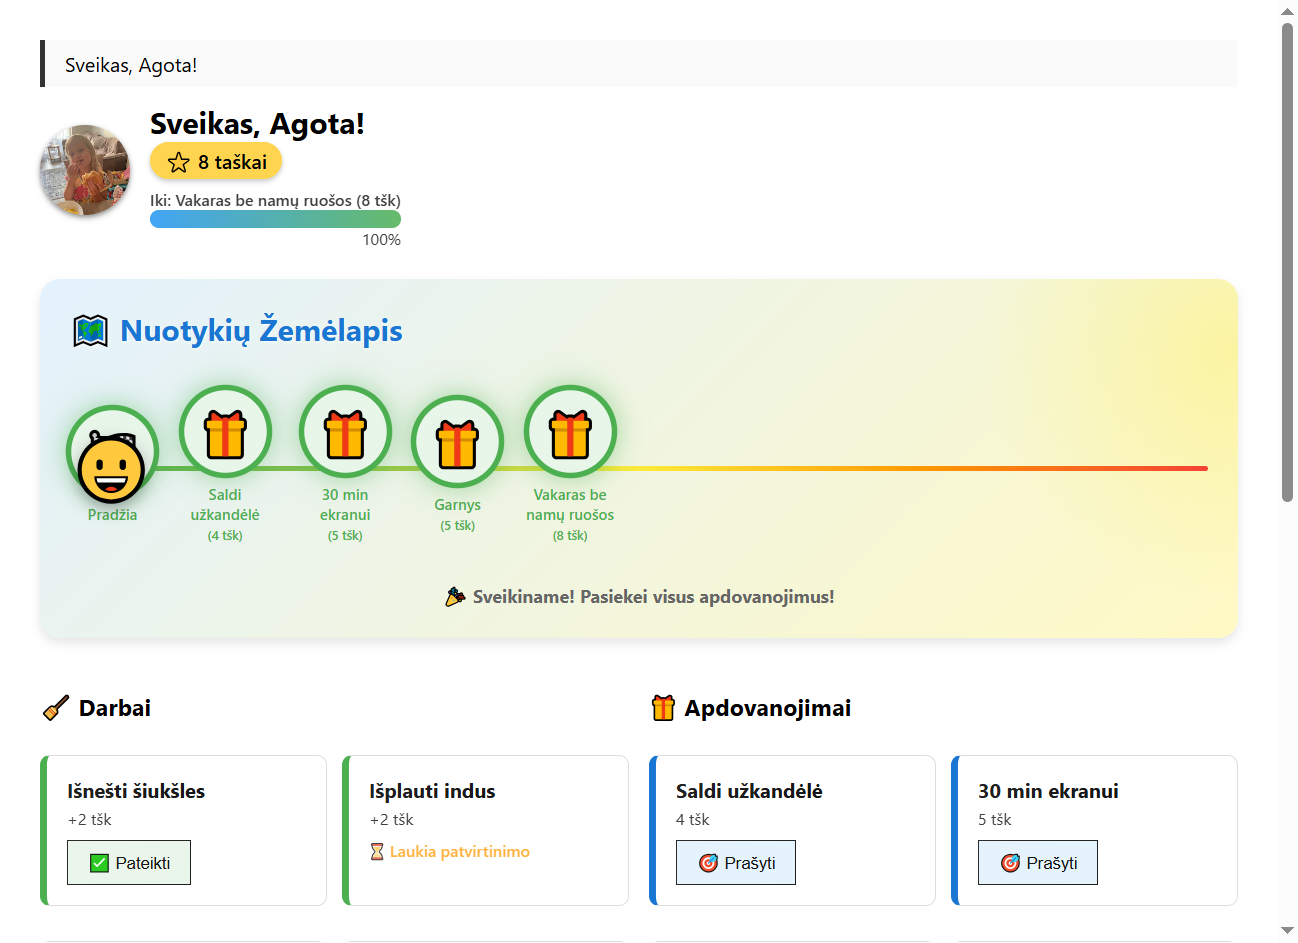 Sveikas, Agota!
Sveikas, Agota!
8 taškai
Iki: Vakaras be namų ruošos (8 tšk)
100%
Nuotykių Žemėlapis
Pradžia
Saldi
užkandėlė
(4 tšk)
30 min
ekranui
(5 tšk)
Garnys
(5 tšk)
Vakaras be
namų ruošos
(8 tšk)
Sveikiname! Pasiekei visus apdovanojimus!
Darbai
Išnešti šiukšles
+2 tšk
Pateikti
Išplauti indus
+2 tšk
Laukia patvirtinimo
Apdovanojimai
Saldi užkandėlė
4 tšk
Prašyti
30 min ekranui
5 tšk
Prašyti